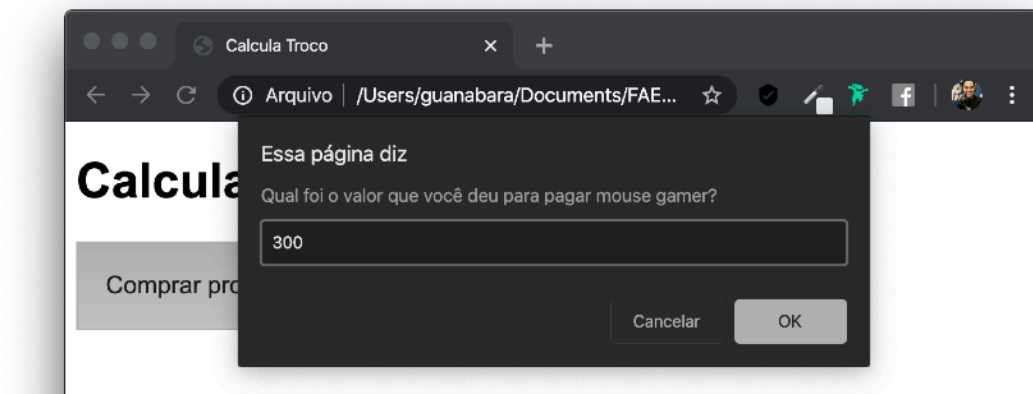 Calcula Troco
Arquivo | /Users/guanabara/Documents/FAE...
Essa página diz
Calcula
Qual foi o valor que você deu para pagar mouse gamer?
300
Comprar pro
Cancelar
OK